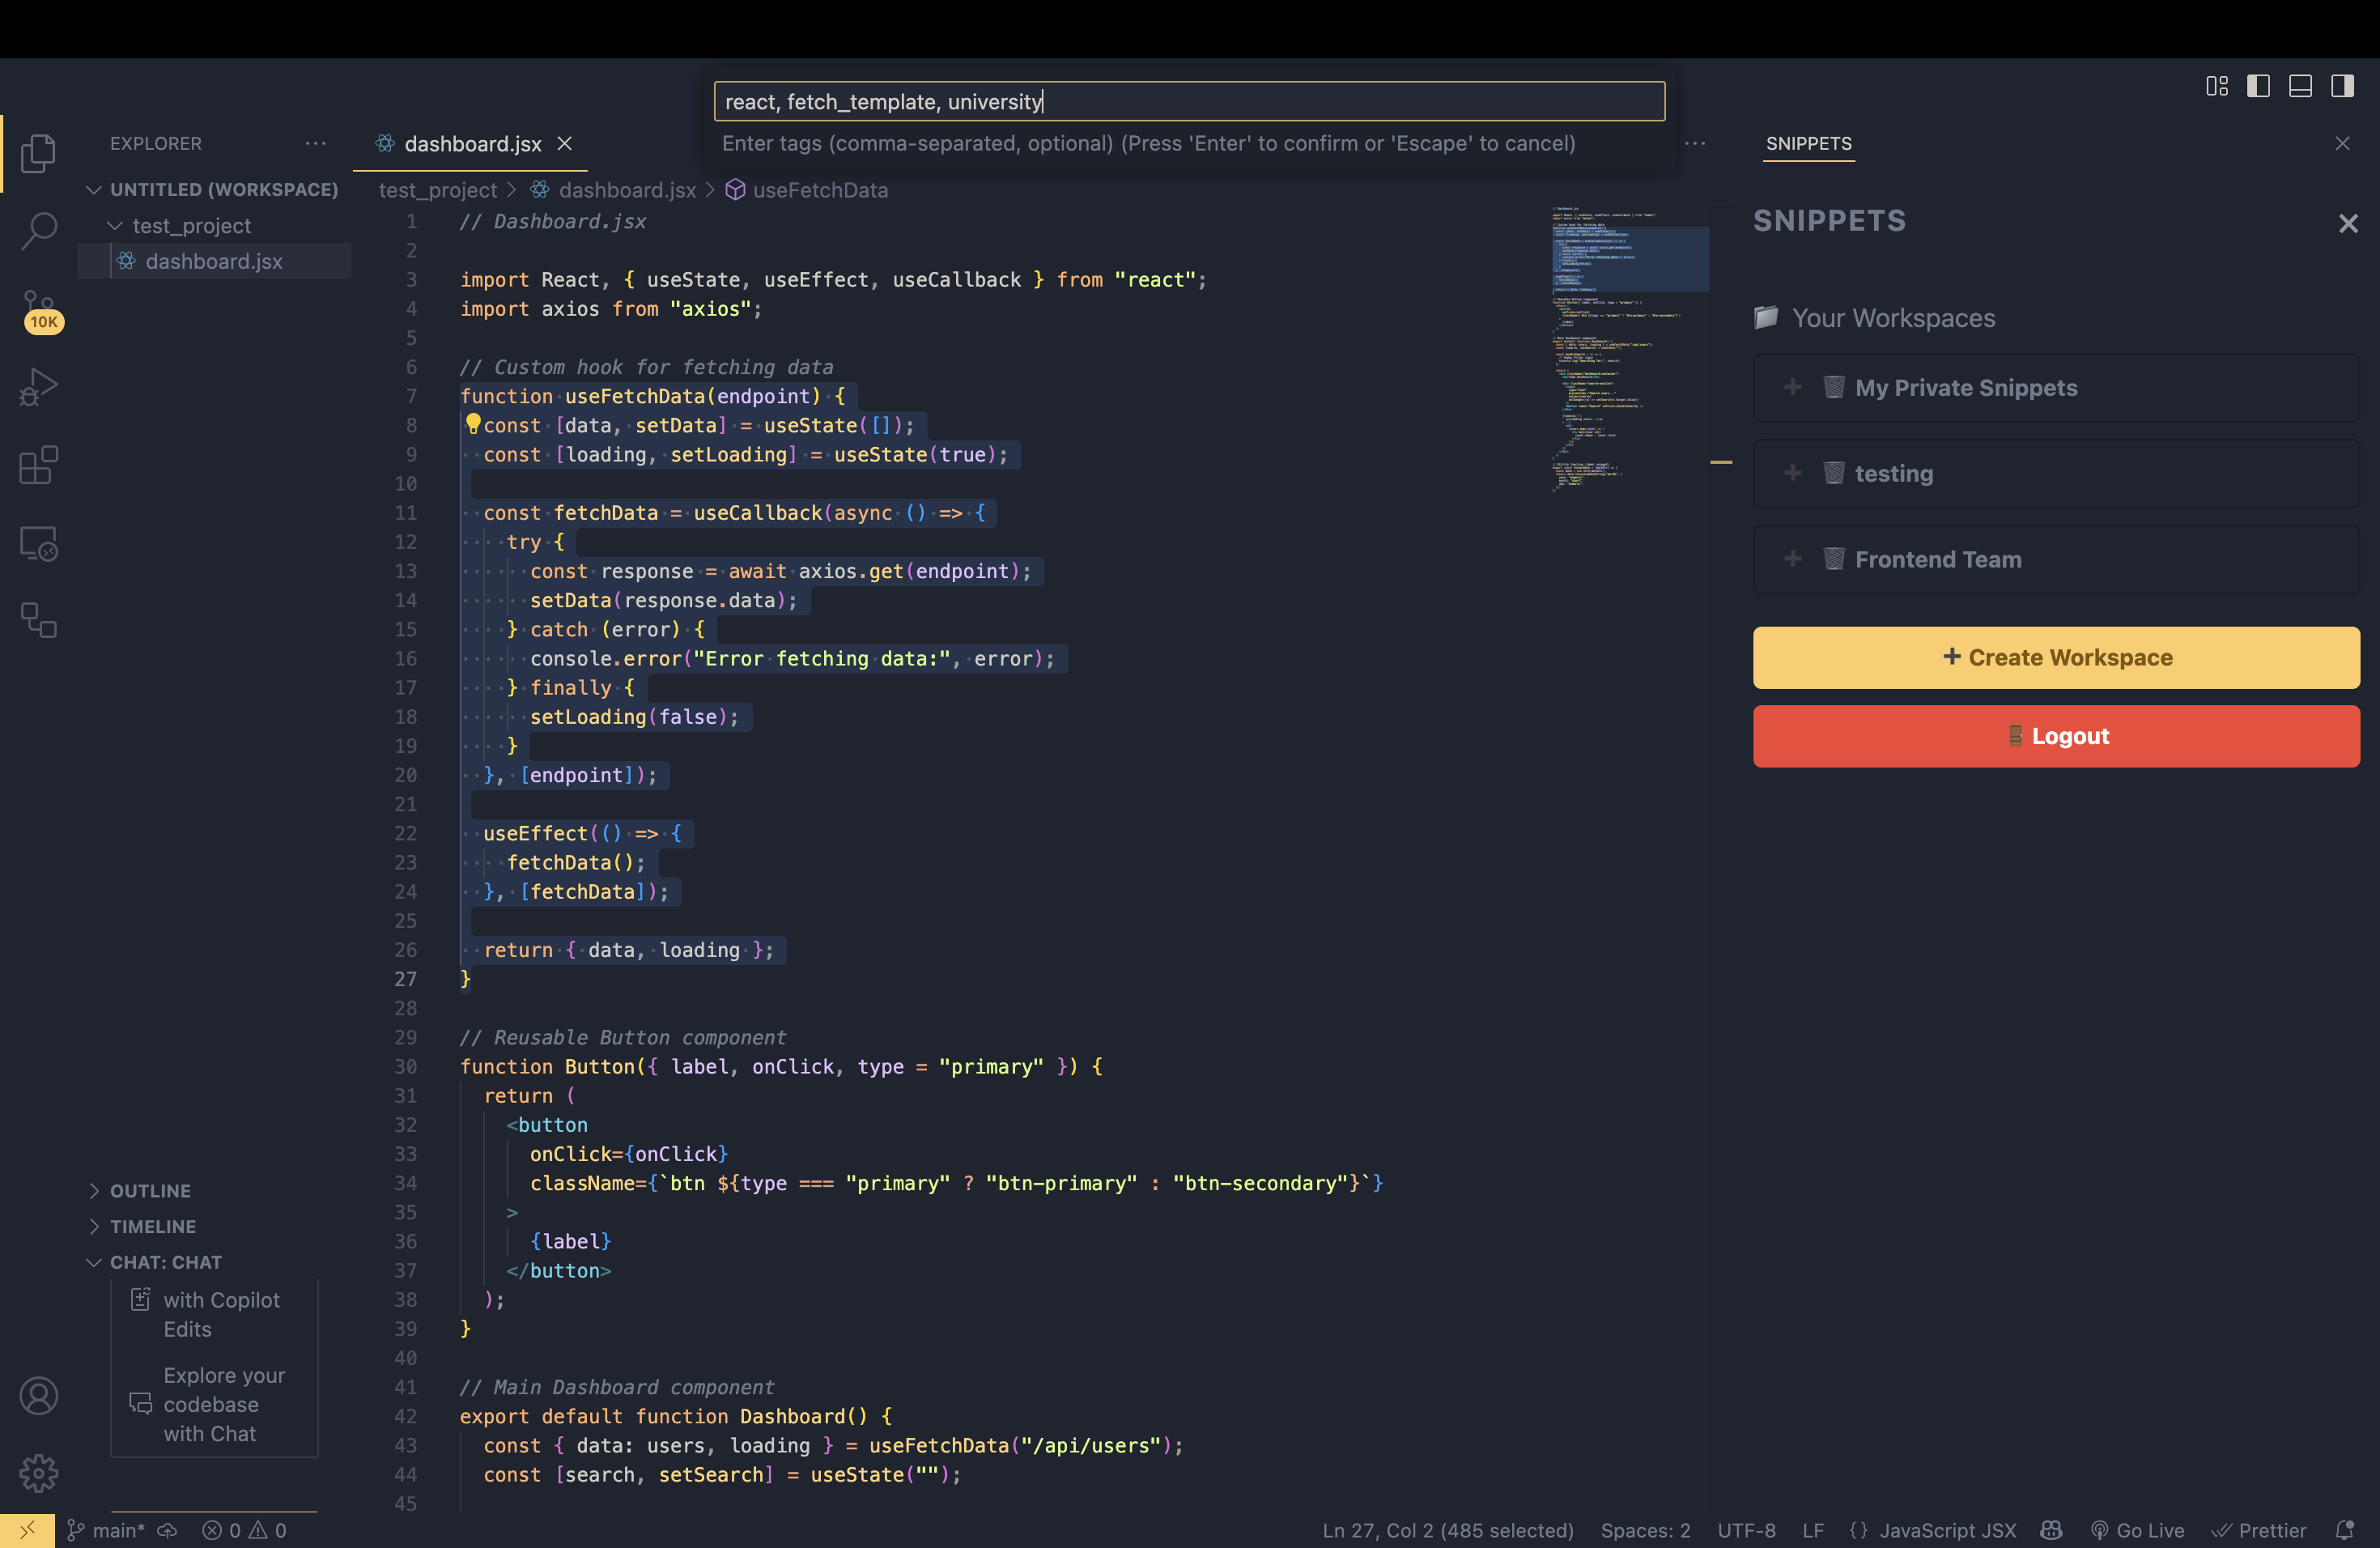 react, fetch_template, university
Enter tags (comma-separated, optional) (Press 'Enter' to confirm or 'Escape' to cancel)
EXPLORER
UNTITLED (WORKSPACE)
test_project
dashboard.jsx
10K
OUTLINE
TIMELINE
CHAT: CHAT
with Copilot
Edits
Explore your
codebase
with Chat
dashboard.jsx
test_project > dashboard.jsx > useFetchData
1 // Dashboard.jsx
2
3 import React, { useState, useEffect, useCallback } from "react";
4 import axios from "axios";
5
6 // Custom hook for fetching data
7 function useFetchData(endpoint) {
8   const [data, setData] = useState([]);
9   const [loading, setLoading] = useState(true);
10
11   const fetchData = useCallback(async () => {
12     try {
13       const response = await axios.get(endpoint);
14       setData(response.data);
15     } catch (error) {
16       console.error("Error fetching data:", error);
17     } finally {
18       setLoading(false);
19     }
20   }, [endpoint]);
21
22   useEffect(() => {
23     fetchData();
24   }, [fetchData]);
25
26   return { data, loading };
27 }
28
29 // Reusable Button component
30 function Button({ label, onClick, type = "primary" }) {
31   return (
32     <button
33       onClick={onClick}
34       className={`btn ${type === "primary" ? "btn-primary" : "btn-secondary"}`}
35     >
36       {label}
37     </button>
38   );
39 }
40
41 // Main Dashboard component
42 export default function Dashboard() {
43   const { data: users, loading } = useFetchData("/api/users");
44   const [search, setSearch] = useState("");
45
SNIPPETS
SNIPPETS
Your Workspaces
+ My Private Snippets
+ testing
+ Frontend Team
+ Create Workspace
Logout
main* 0 0
Ln 27, Col 2 (485 selected) Spaces: 2 UTF-8 LF {} JavaScript JSX Go Live Prettier